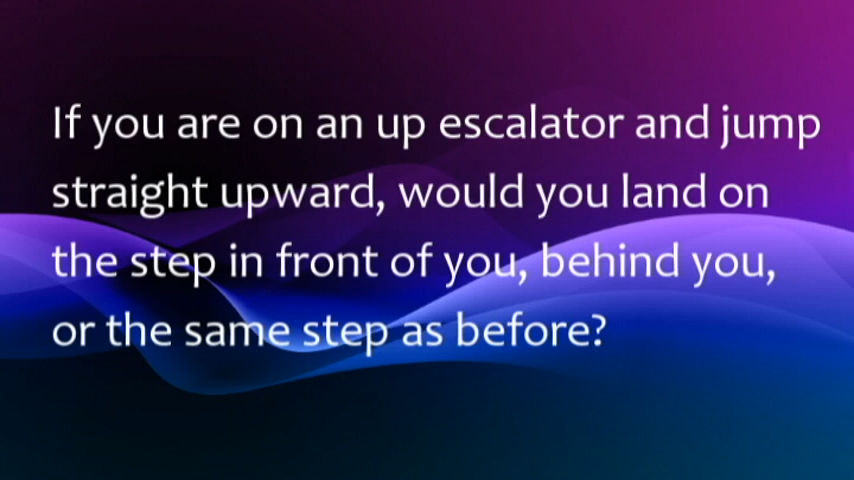 If you are on an up escalator and jump
straight upward, would you land on
the step in front of you, behind you,
or the same step as before?